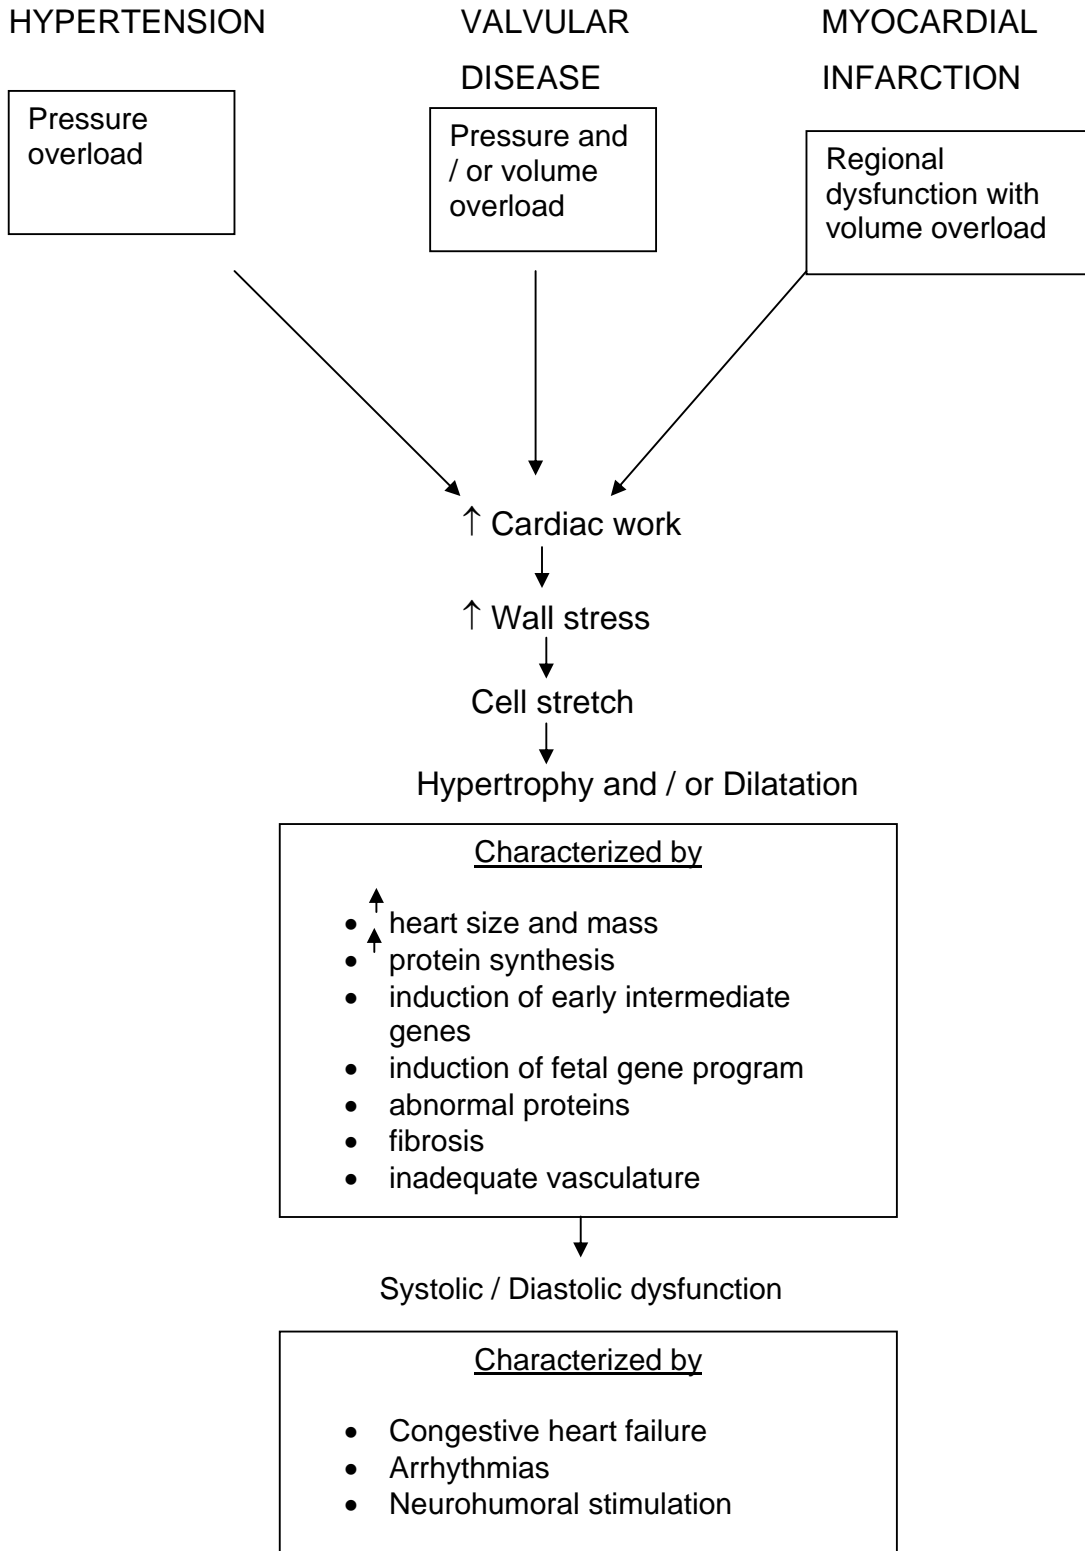 HYPERTENSION
VALVULAR
DISEASE
MYOCARDIAL
INFARCTION
Pressure
overload
Pressure and
/ or volume
overload
Regional
dysfunction with
volume overload
↑ Cardiac work
↑ Wall stress
Cell stretch
Hypertrophy and / or Dilatation
Characterized by
• ↑ heart size and mass
• ↑ protein synthesis
• induction of early intermediate
genes
• induction of fetal gene program
• abnormal proteins
• fibrosis
• inadequate vasculature
Systolic / Diastolic dysfunction
Characterized by
• Congestive heart failure
• Arrhythmias
• Neurohumoral stimulation